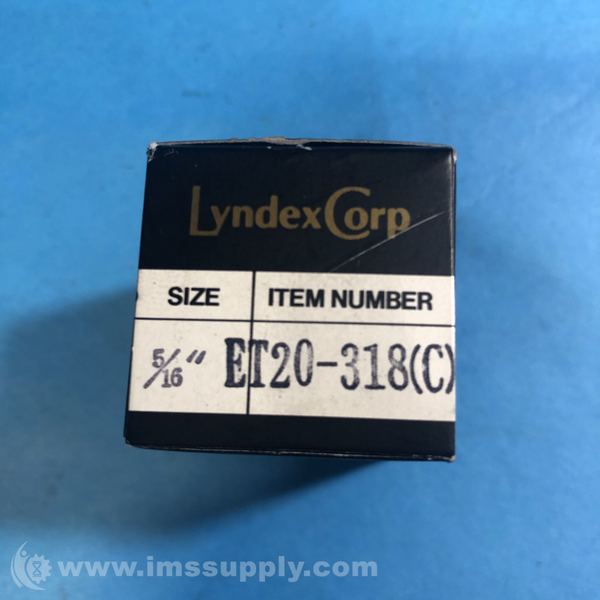 LyndexCorp
SIZE ITEM NUMBER
5/16" ET20-318(C)
www.imssupply.com